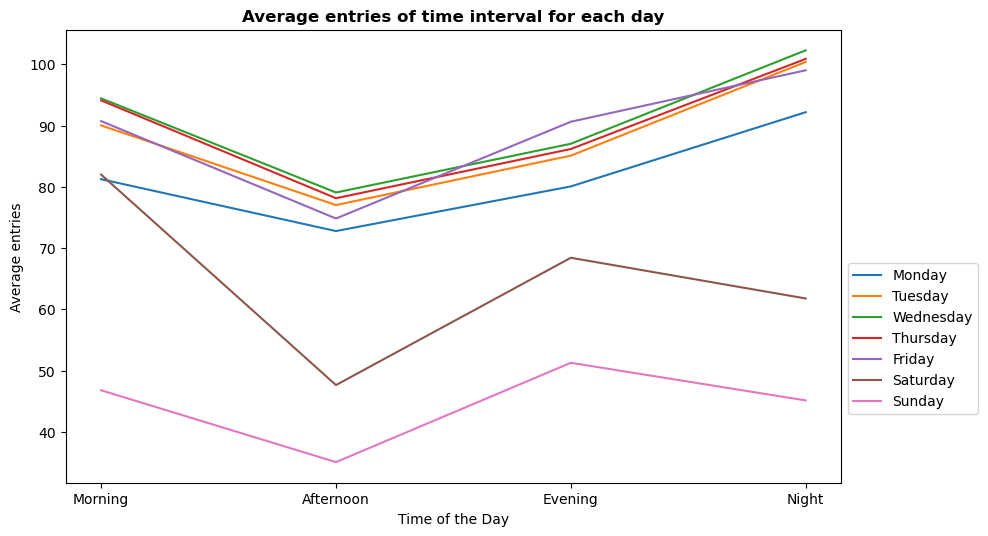 Average entries of time interval for each day
Average entries
100
90
80
70
60
50
40
Morning
Afternoon
Evening
Night
Time of the Day
Monday
Tuesday
Wednesday
Thursday
Friday
Saturday
Sunday